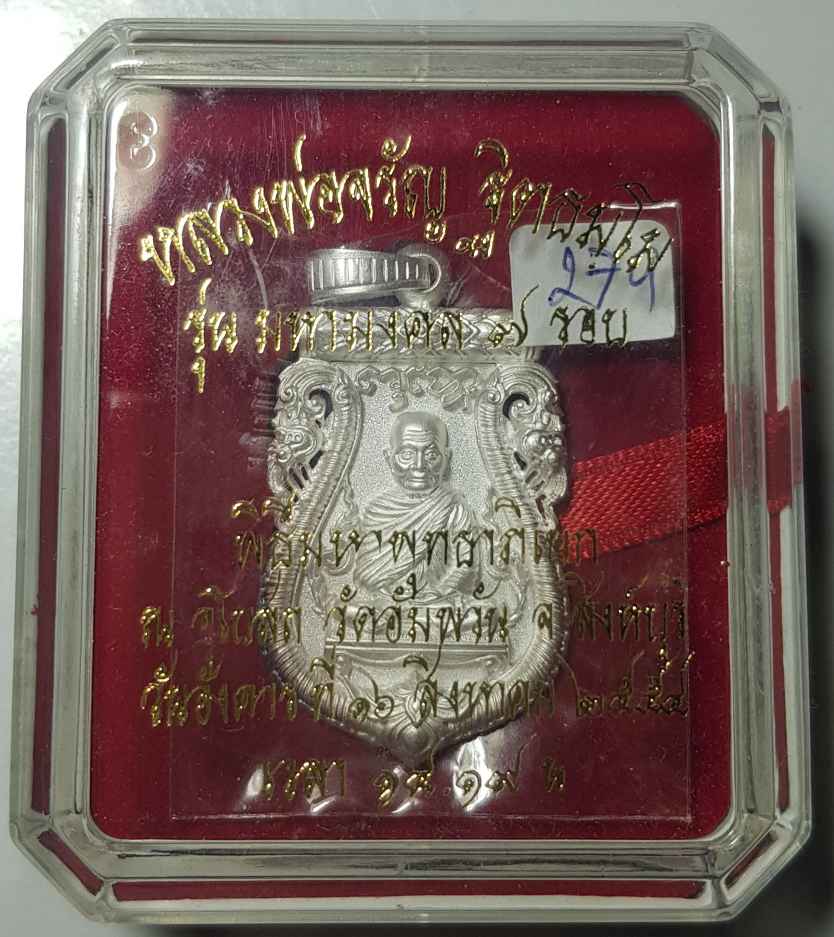 หลวงพ่อจรัญ ฐิตธมฺโม
274
รุ่น มหามงคล ๗ รอบ
พิธีมหาพุทธาภิเษก
ณ อุโบสถ วัดอัมพวัน จ.สิงห์บุรี
วันอังคารที่ ๑๖ สิงหาคม ๒๕๕๔
เวลา ๑๙.๑๙ น